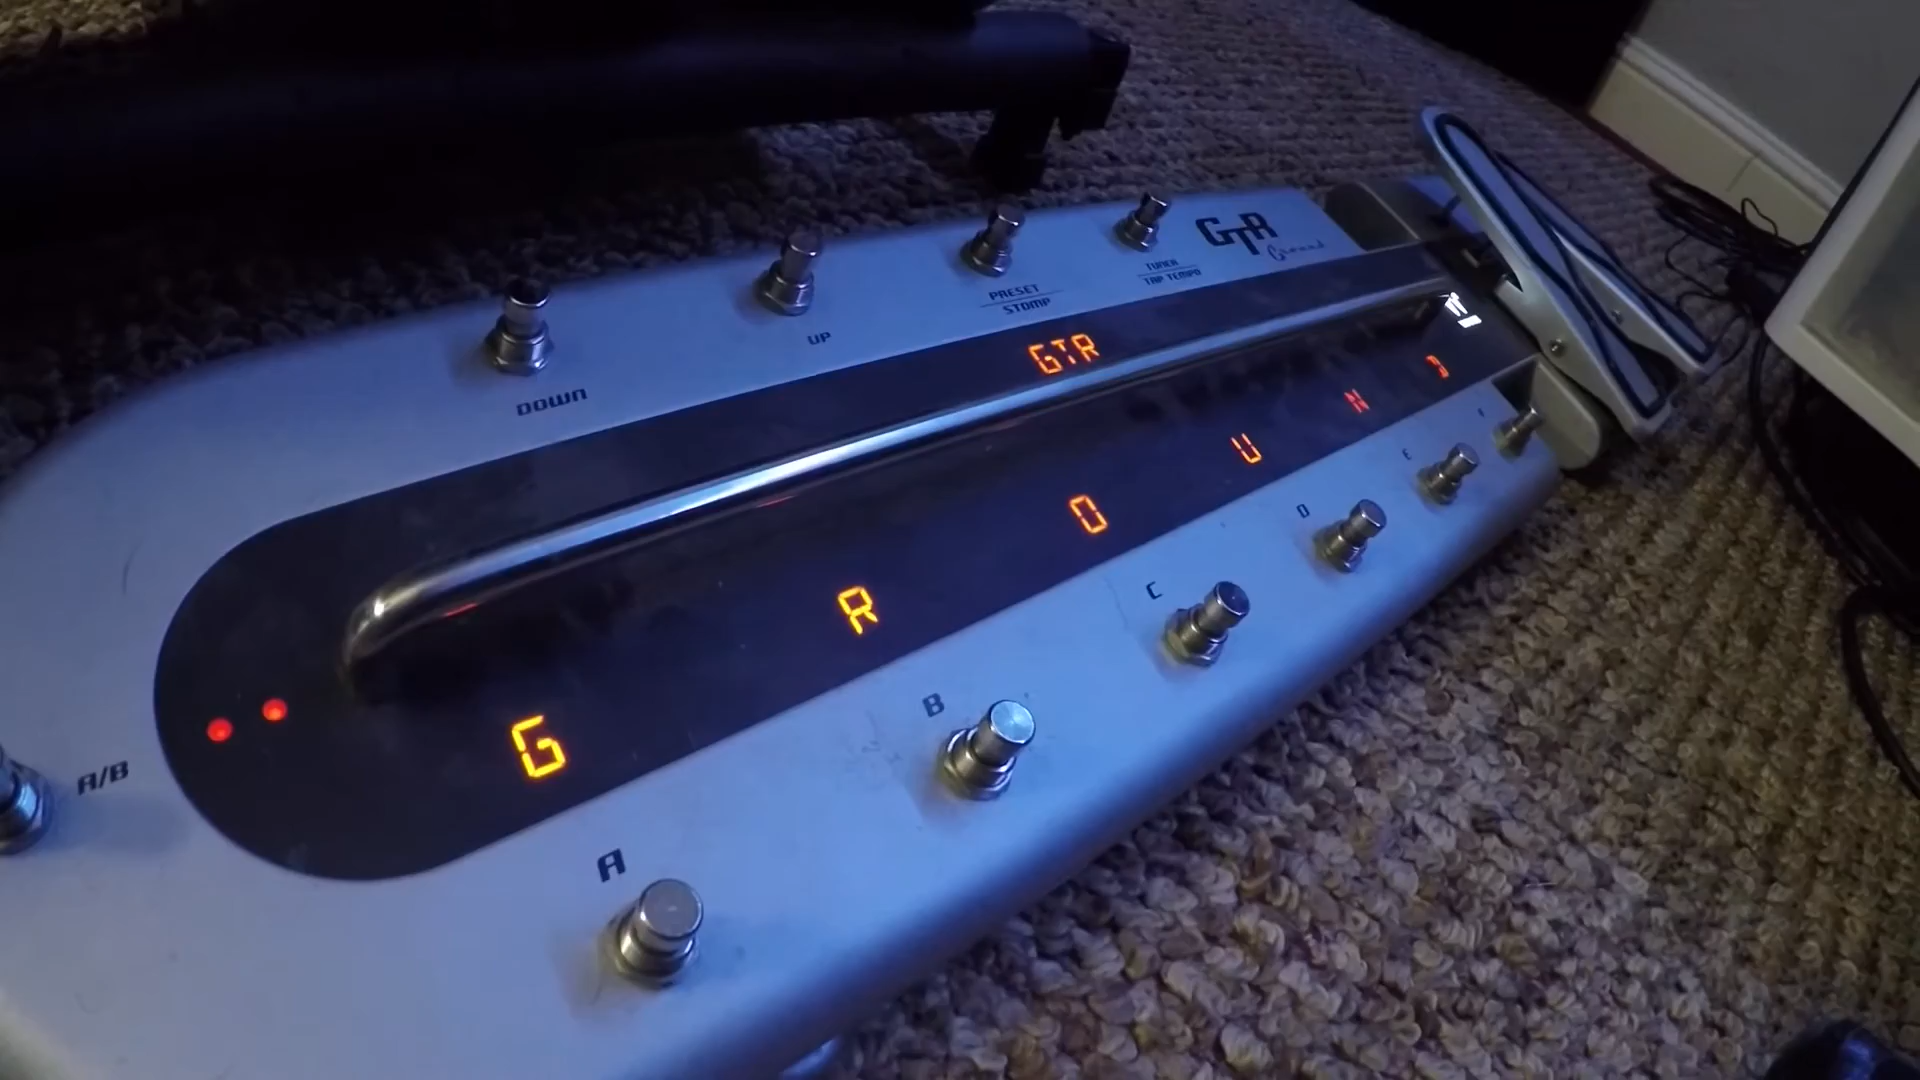 GTR
Ground
TUNER
TAP TEMPO
PRESET
STOMP
UP
DOWN
GTR
G R O U N
A/B
A
B
C
D
E